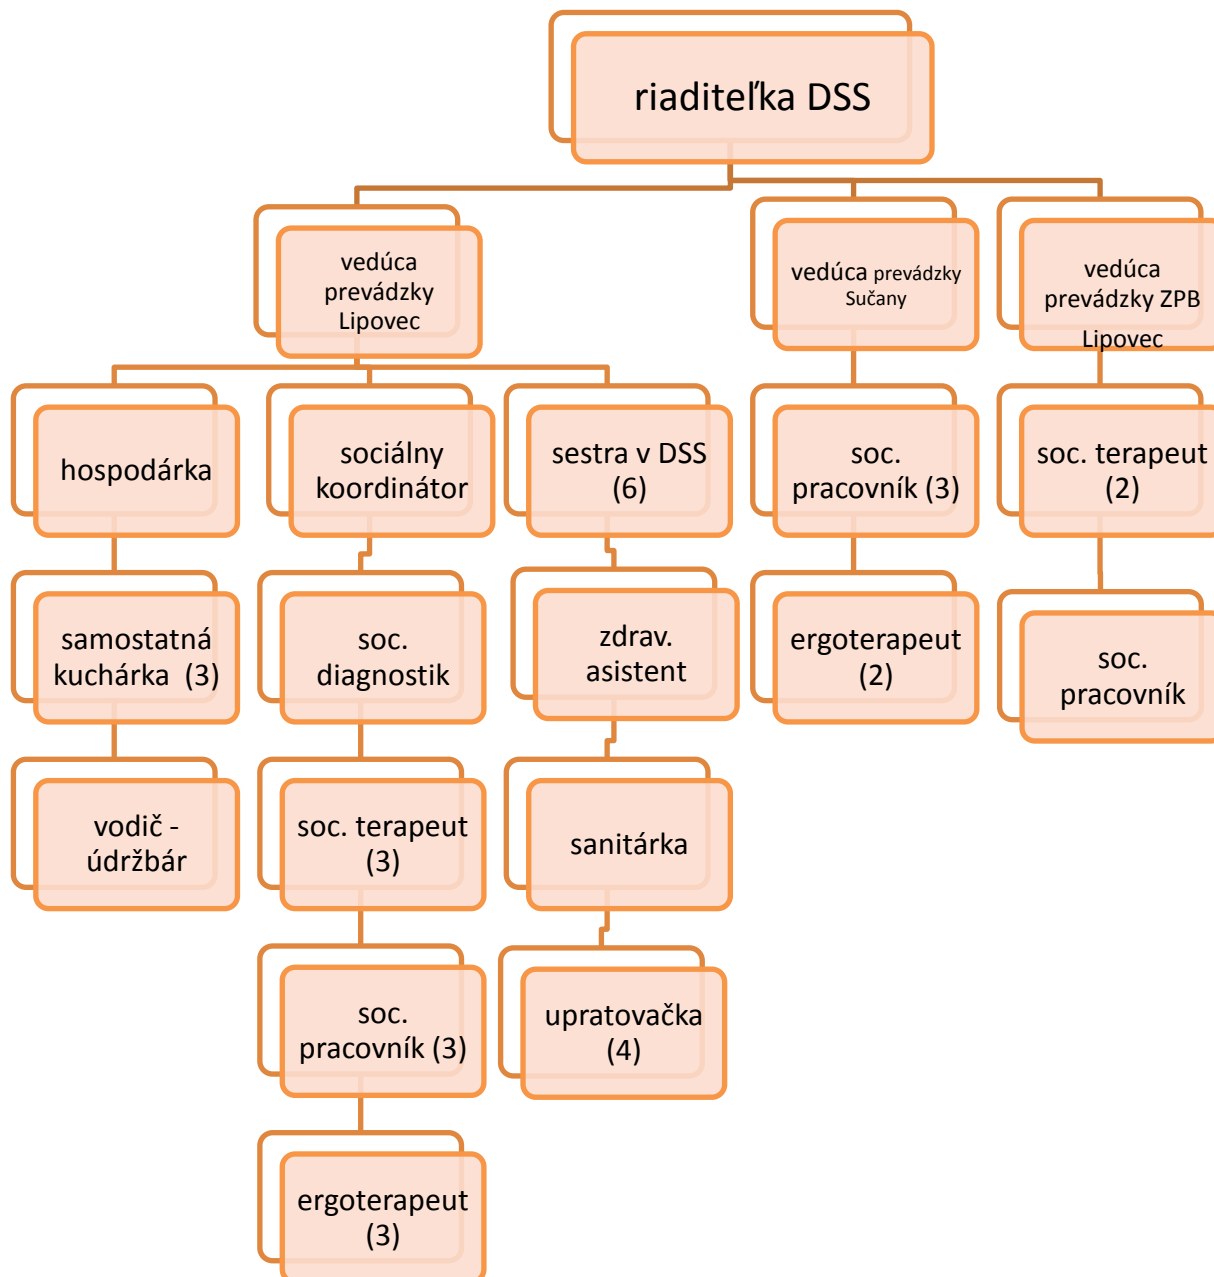 riaditeľka DSS
vedúca
prevádzky
Lipovec
vedúca prevádzky
Sučany
vedúca
prevádzky ZPB
Lipovec
hospodárka
sociálny
koordinátor
sestra v DSS
(6)
soc.
pracovník (3)
soc. terapeut
(2)
samostatná
kuchárka (3)
soc.
diagnostik
zdrav.
asistent
ergoterapeut
(2)
soc.
pracovník
vodič -
údržbár
soc. terapeut
(3)
sanitárka
soc.
pracovník (3)
upratovačka
(4)
ergoterapeut
(3)